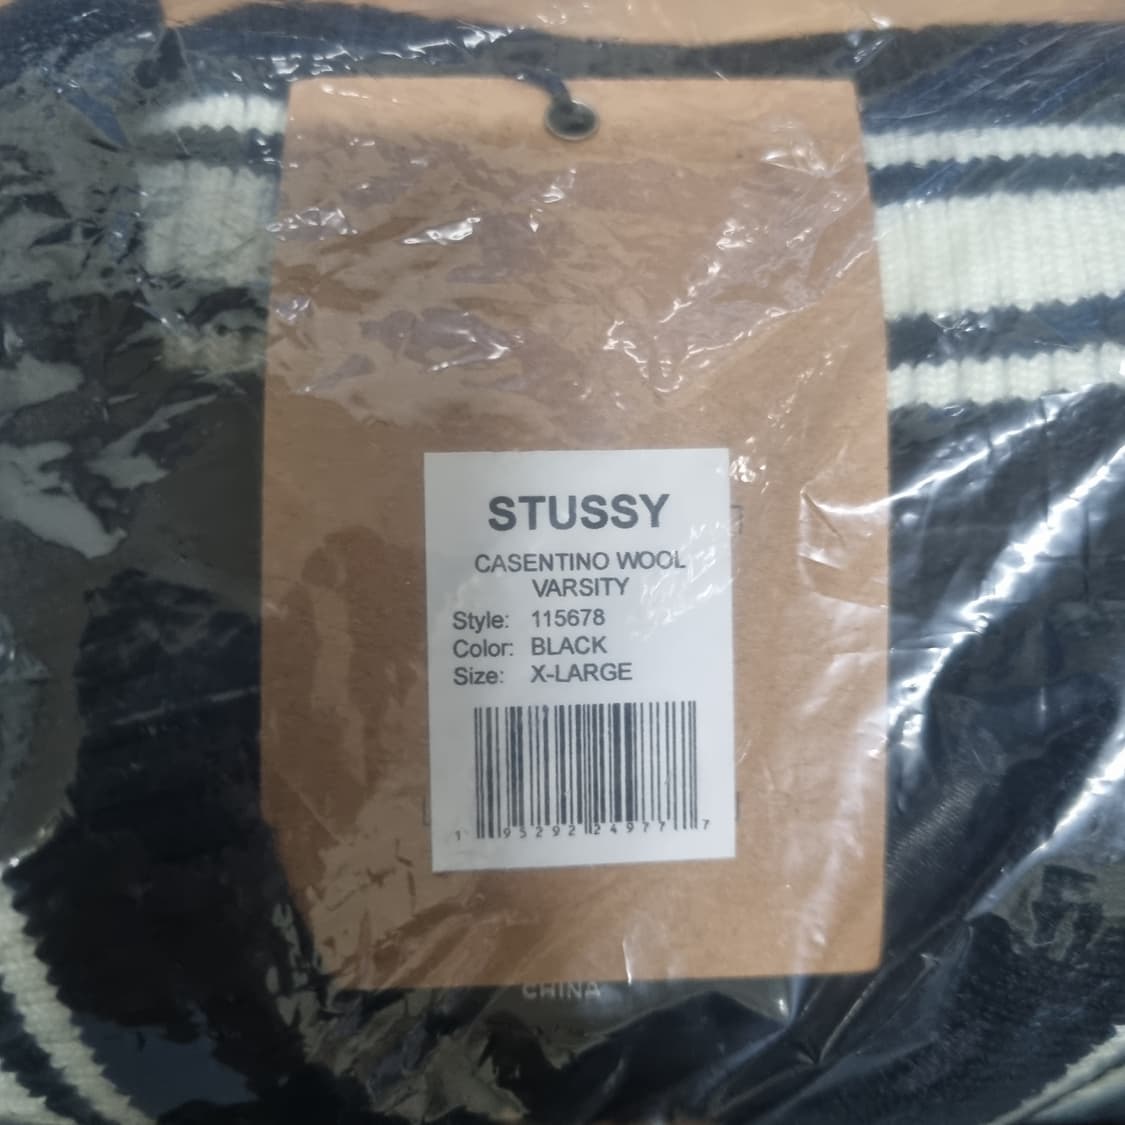 STUSSY
CASENTINO WOOL
VARSITY
Style: 115678
Color: BLACK
Size: X-LARGE
1 95292 24977 7
CHINA